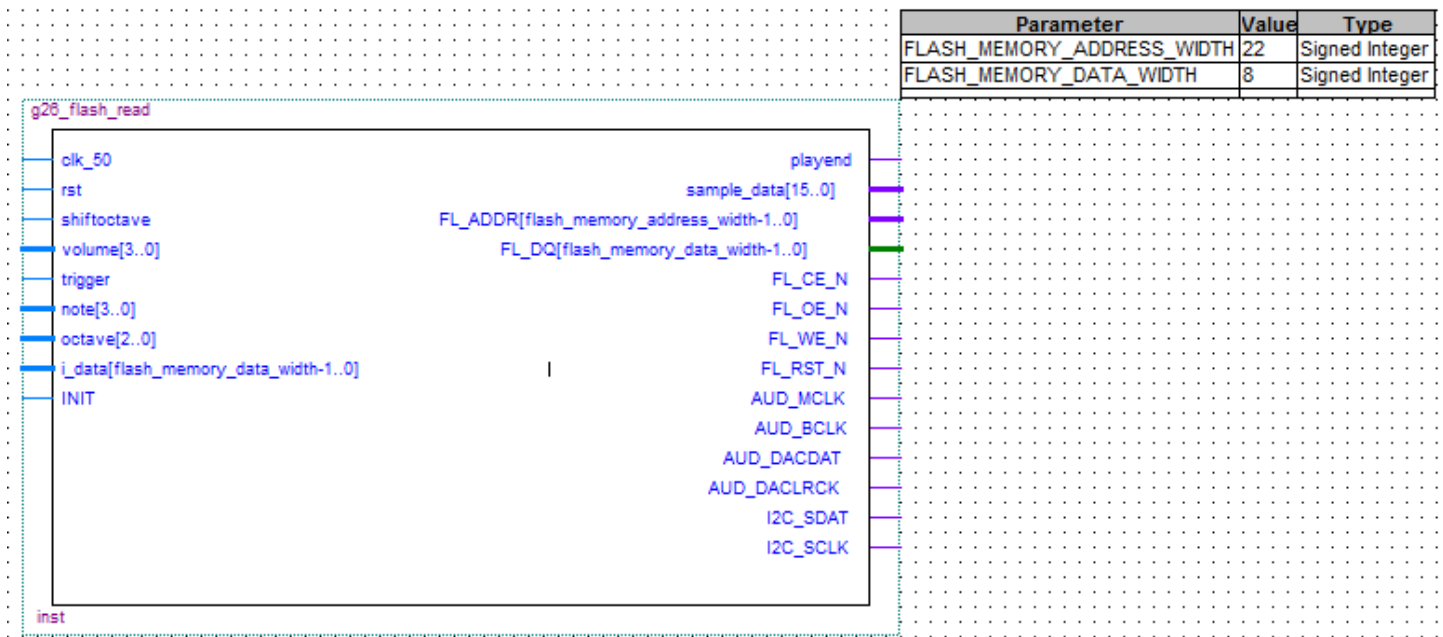 Parameter Value Type
FLASH_MEMORY_ADDRESS_WIDTH 22 Signed Integer
FLASH_MEMORY_DATA_WIDTH 8 Signed Integer
g26_flash_read
clk_50 playend
rst sample_data[15..0]
shiftoctave FL_ADDR[flash_memory_address_width-1..0]
volume[3..0] FL_DQ[flash_memory_data_width-1..0]
trigger FL_CE_N
note[3..0] FL_OE_N
octave[2..0] FL_WE_N
i_data[flash_memory_data_width-1..0] FL_RST_N
INIT AUD_MCLK
AUD_BCLK
AUD_DACDAT
AUD_DACLRCK
I2C_SDAT
I2C_SCLK
inst